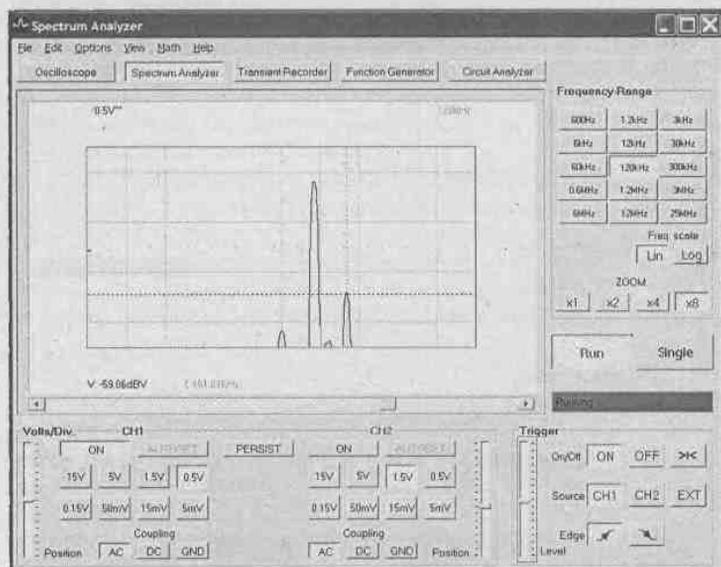 Spectrum Analyzer
File Edit Options View Math Help
Oscilloscope Spectrum Analyzer Transient Recorder Function Generator Circuit Analyzer
Frequency Range
600Hz 1.2kHz 3kHz
6kHz 12kHz 30kHz
60kHz 120kHz 300kHz
0.6MHz 1.2MHz 3MHz
6MHz 12MHz 25MHz
Freq. scale
Lin Log
ZOOM
x1 x2 x4 x8
Run Single
Running
V: -59.06dBV
Volts/Div. CH1 CH2
ON AUTOSET PERSIST ON AUTOSET
15V 5V 1.5V 0.5V 15V 5V 1.5V 0.5V
0.15V 50mV 15mV 5mV 0.15V 50mV 15mV 5mV
Coupling Coupling
Position AC DC GND AC DC GND Position
Trigger
On/Off ON OFF
Source CH1 CH2 EXT
Edge
Level